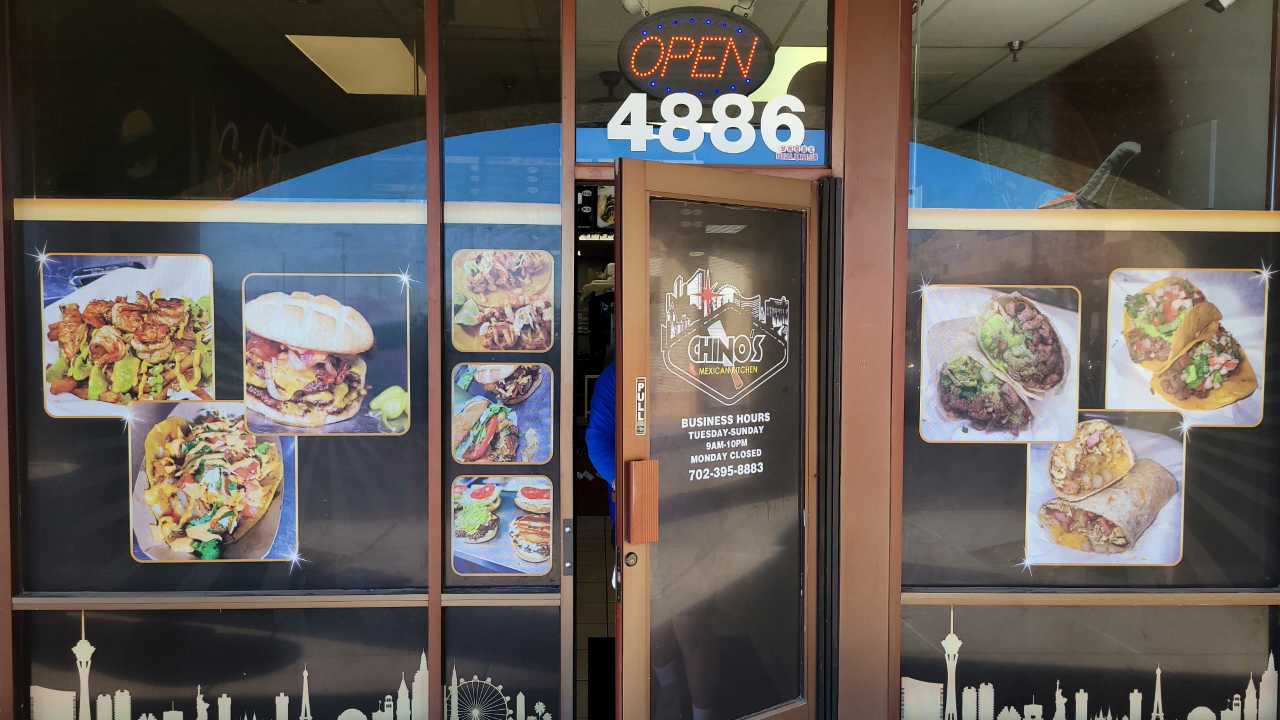 OPEN
4886
PULL
CHINO'S
MEXICAN KITCHEN
BUSINESS HOURS
TUESDAY-SUNDAY
9AM-10PM
MONDAY CLOSED
702-395-8883